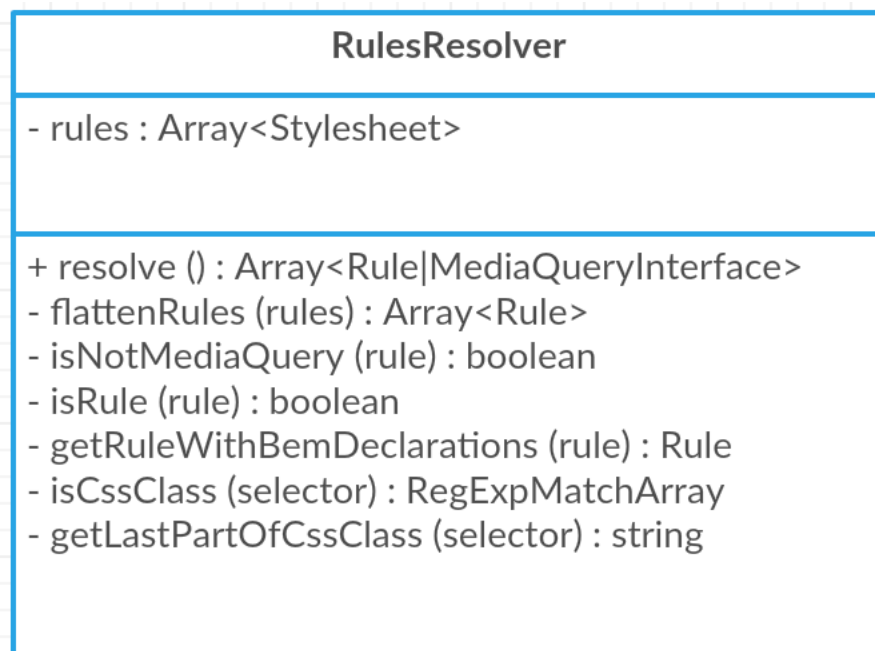 RulesResolver
- rules : Array<Stylesheet>
+ resolve () : Array<Rule|MediaQueryInterface>
- flattenRules (rules) : Array<Rule>
- isNotMediaQuery (rule) : boolean
- isRule (rule) : boolean
- getRuleWithBemDeclarations (rule) : Rule
- isCssClass (selector) : RegExpMatchArray
- getLastPartOfCssClass (selector) : string